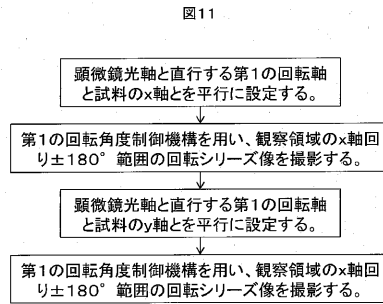 図11
顕微鏡光軸と直行する第1の回転軸
と試料のx軸とを平行に設定する。
第1の回転角度制御機構を用い、観察領域のx軸回
り±180°範囲の回転シリーズ像を撮影する。
顕微鏡光軸と直行する第1の回転軸
と試料のy軸とを平行に設定する。
第1の回転角度制御機構を用い、観察領域のx軸回
り±180°範囲の回転シリーズ像を撮影する。